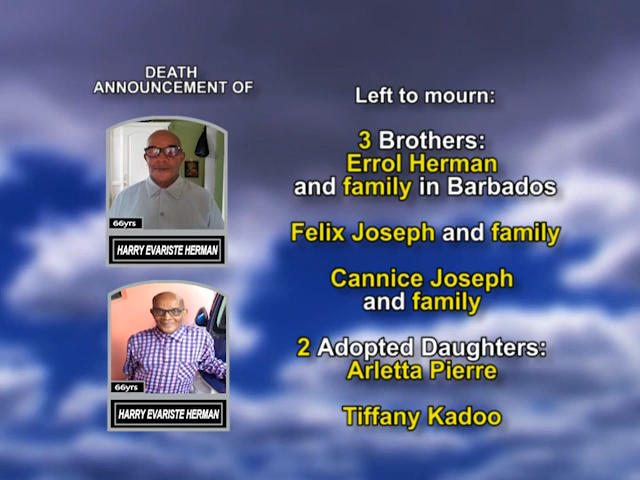 DEATH
ANNOUNCEMENT OF
66yrs
HARRY EVARISTE HERMAN
66yrs
HARRY EVARISTE HERMAN
Left to mourn:
3 Brothers:
Errol Herman
and family in Barbados
Felix Joseph and family
Cannice Joseph
and family
2 Adopted Daughters:
Arletta Pierre
Tiffany Kadoo